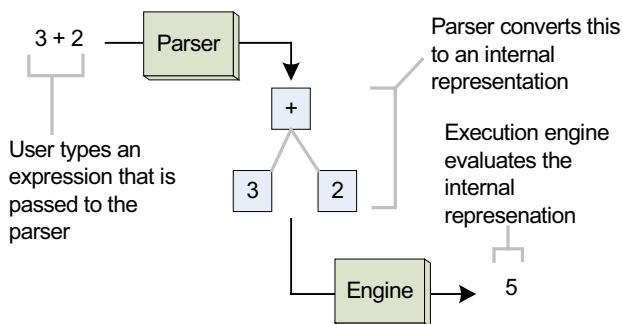 3 + 2
Parser
Parser converts this
to an internal
representation
+
User types an
expression that is
passed to the
parser
3
2
Execution engine
evaluates the
internal
represenation
Engine
5